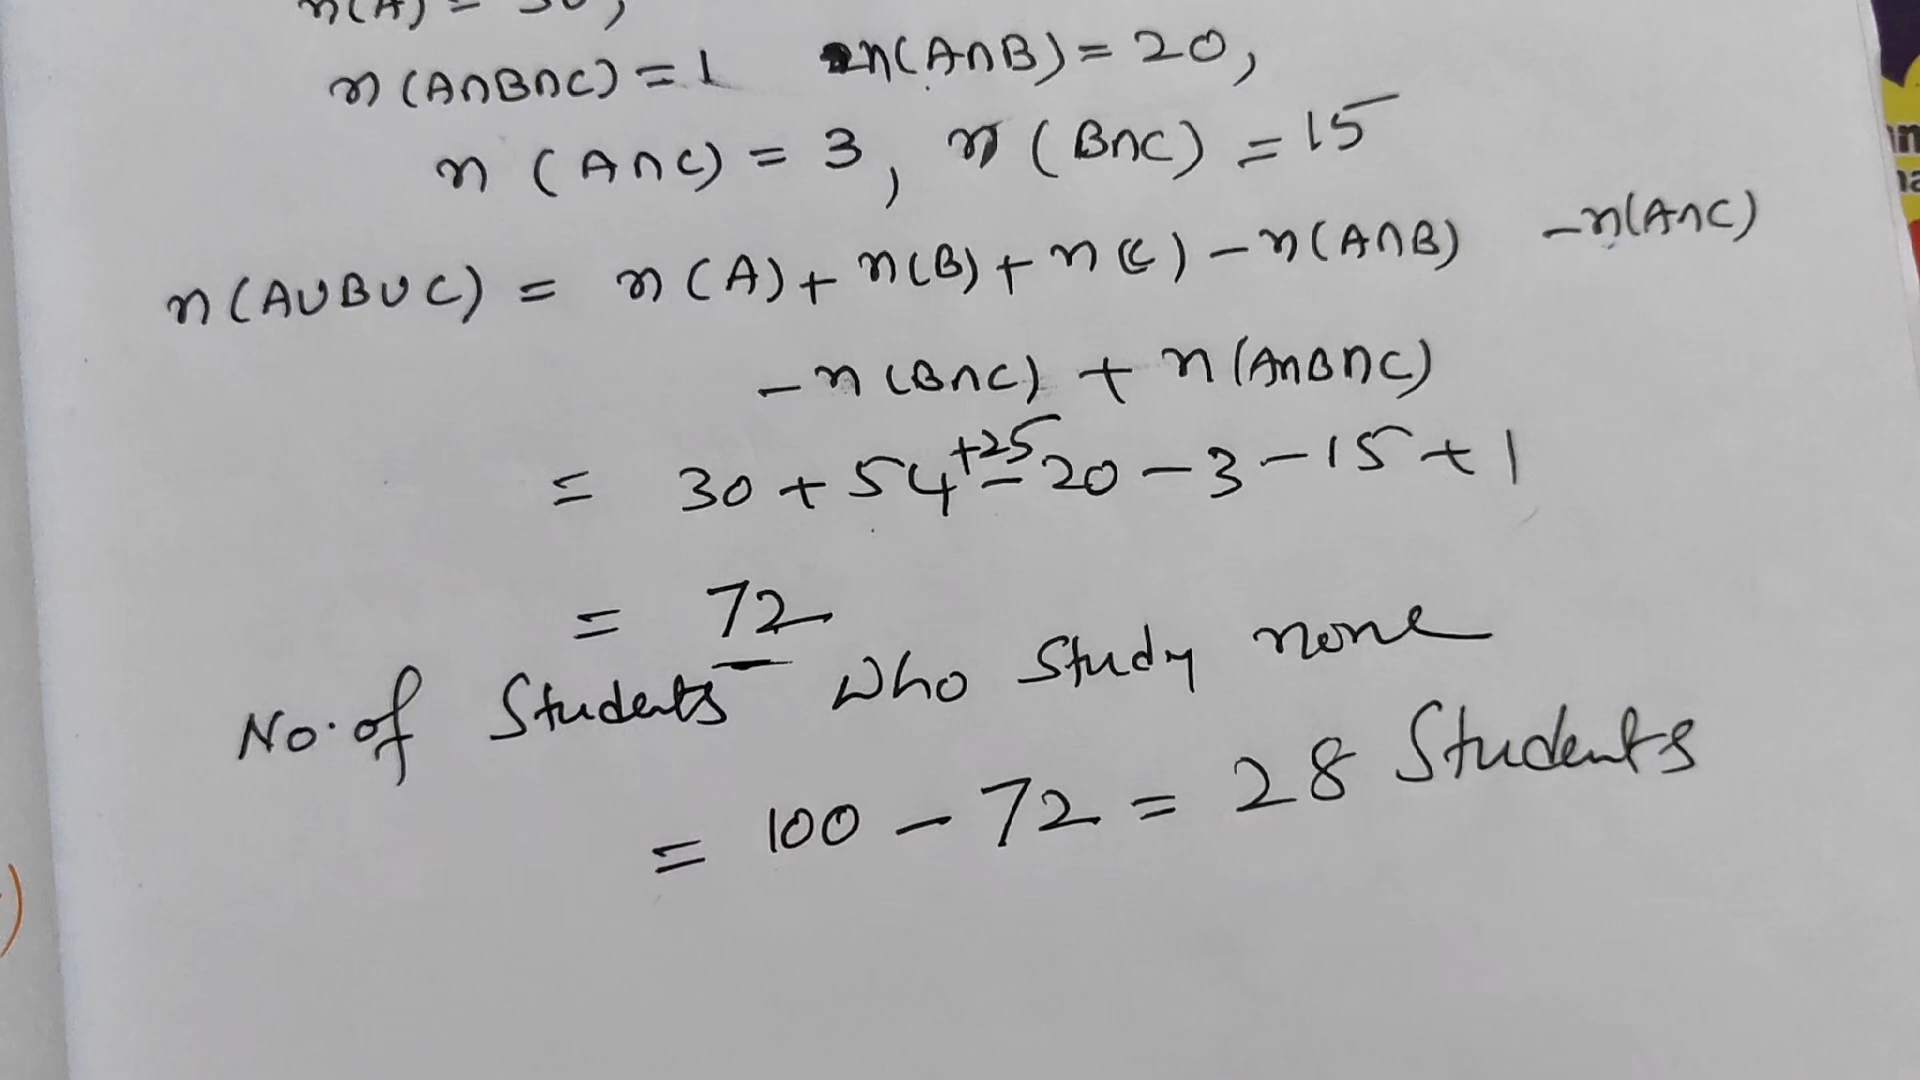 n(A) = 30,
n(A∩B∩C) = 1 n(A∩B) = 20,
n(A∩C) = 3, n(B∩C) = 15
n(A∪B∪C) = n(A) + n(B) + n(C) - n(A∩B) - n(A∩C)
- n(B∩C) + n(A∩B∩C)
= 30 + 54 +25 - 20 - 3 - 15 + 1
= 72
No. of Students who study none
= 100 - 72 = 28 Students